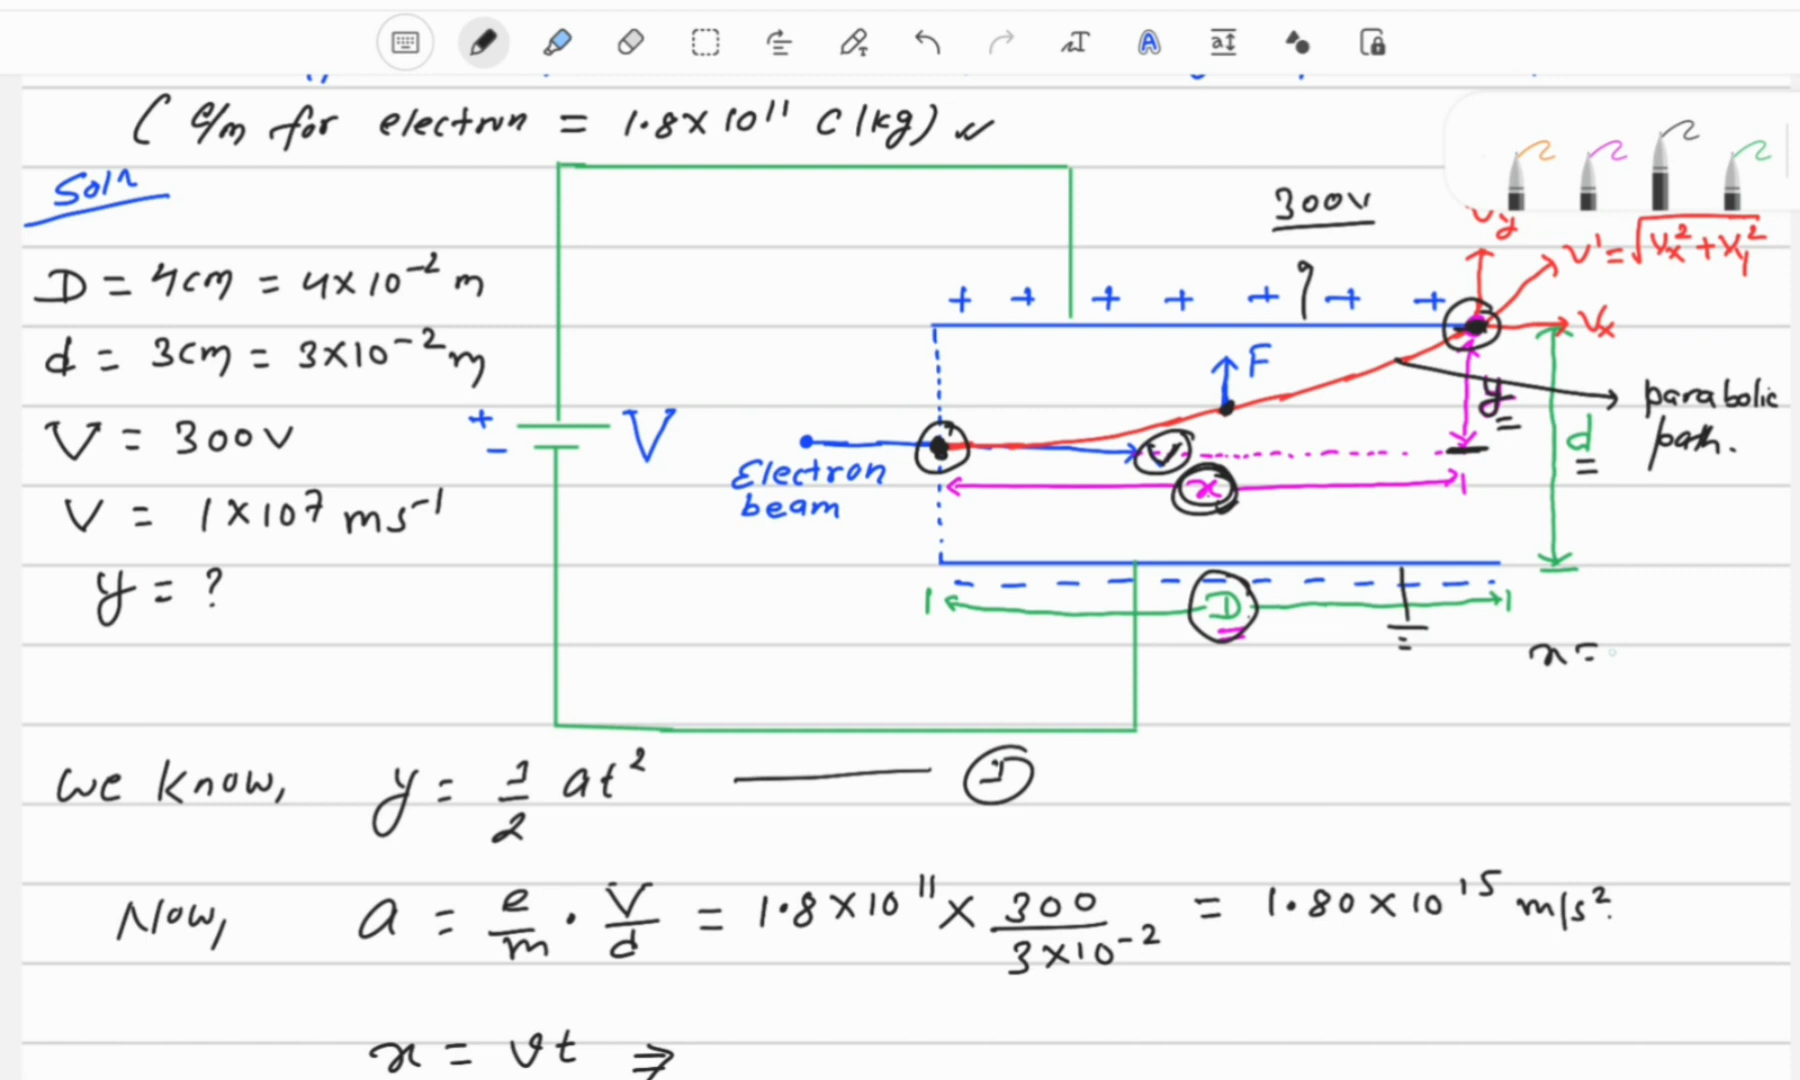 ( e/m for electron = 1.8 × 10¹¹ C/kg) ✓
Soln
300V
Vy
V' = √(Vx² + Vy²)
D = 4cm = 4×10⁻² m
+ + + + + + +
Vx
d = 3cm = 3×10⁻² m
F
y
parabolic
path.
V = 300V
+
-
V
v
d
Electron
beam
x
V = 1×10⁷ ms⁻¹
y = ?
- - - - - - - - - -
D
x =
We know, y = 1/2 at² —— ①
Now, a = e/m . V/d = 1.8×10¹¹ × 300/3×10⁻² = 1.80×10¹⁵ m/s².
x = vt ⇒